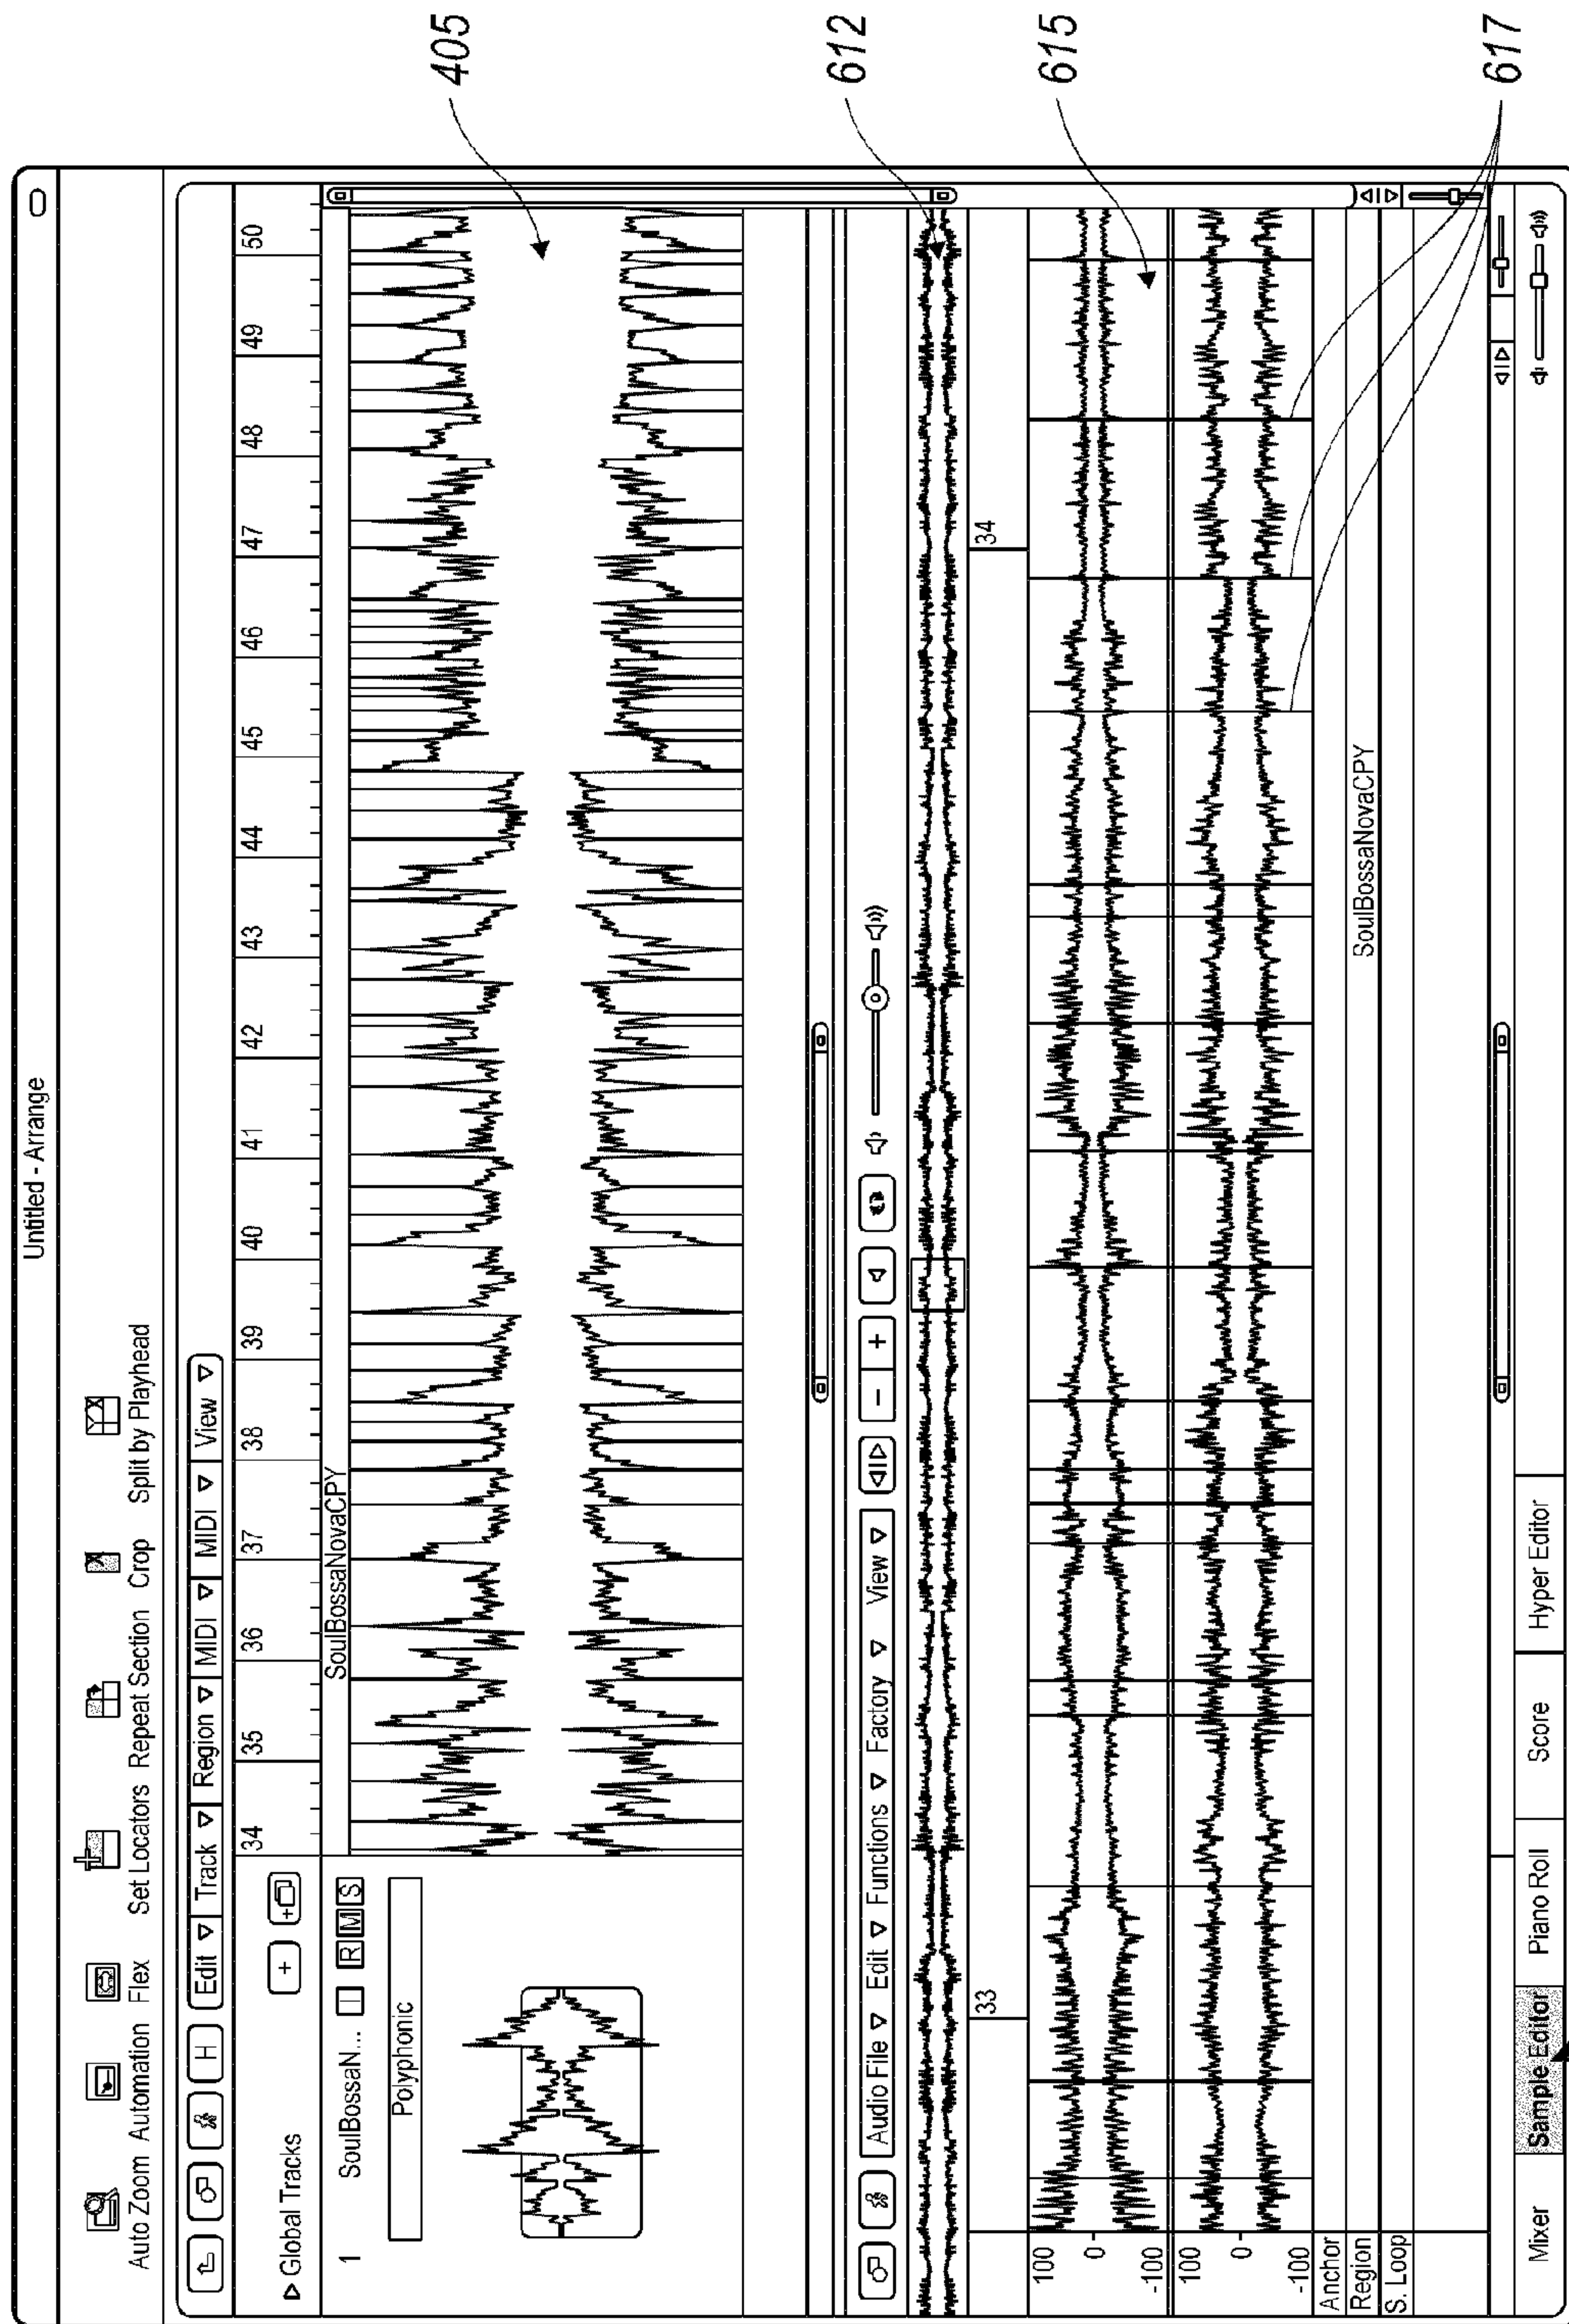 Untitled - Arrange
Auto Zoom Automation Flex Set Locators Repeat Section Crop Split by Playhead
H Edit Track Region MIDI MIDI View
Global Tracks + + 34 35 36 37 38 39 40 41 42 43 44 45 46 47 48 49 50
1 SoulBossaN... R M S SoulBossaNovaCPY
Polyphonic
405
Audio File Edit Functions Factory View − +
612
33 34
100
0
-100
615
100
0
-100
617
Anchor
Region SoulBossaNovaCPY
S. Loop
Mixer Sample Editor Piano Roll Score Hyper Editor